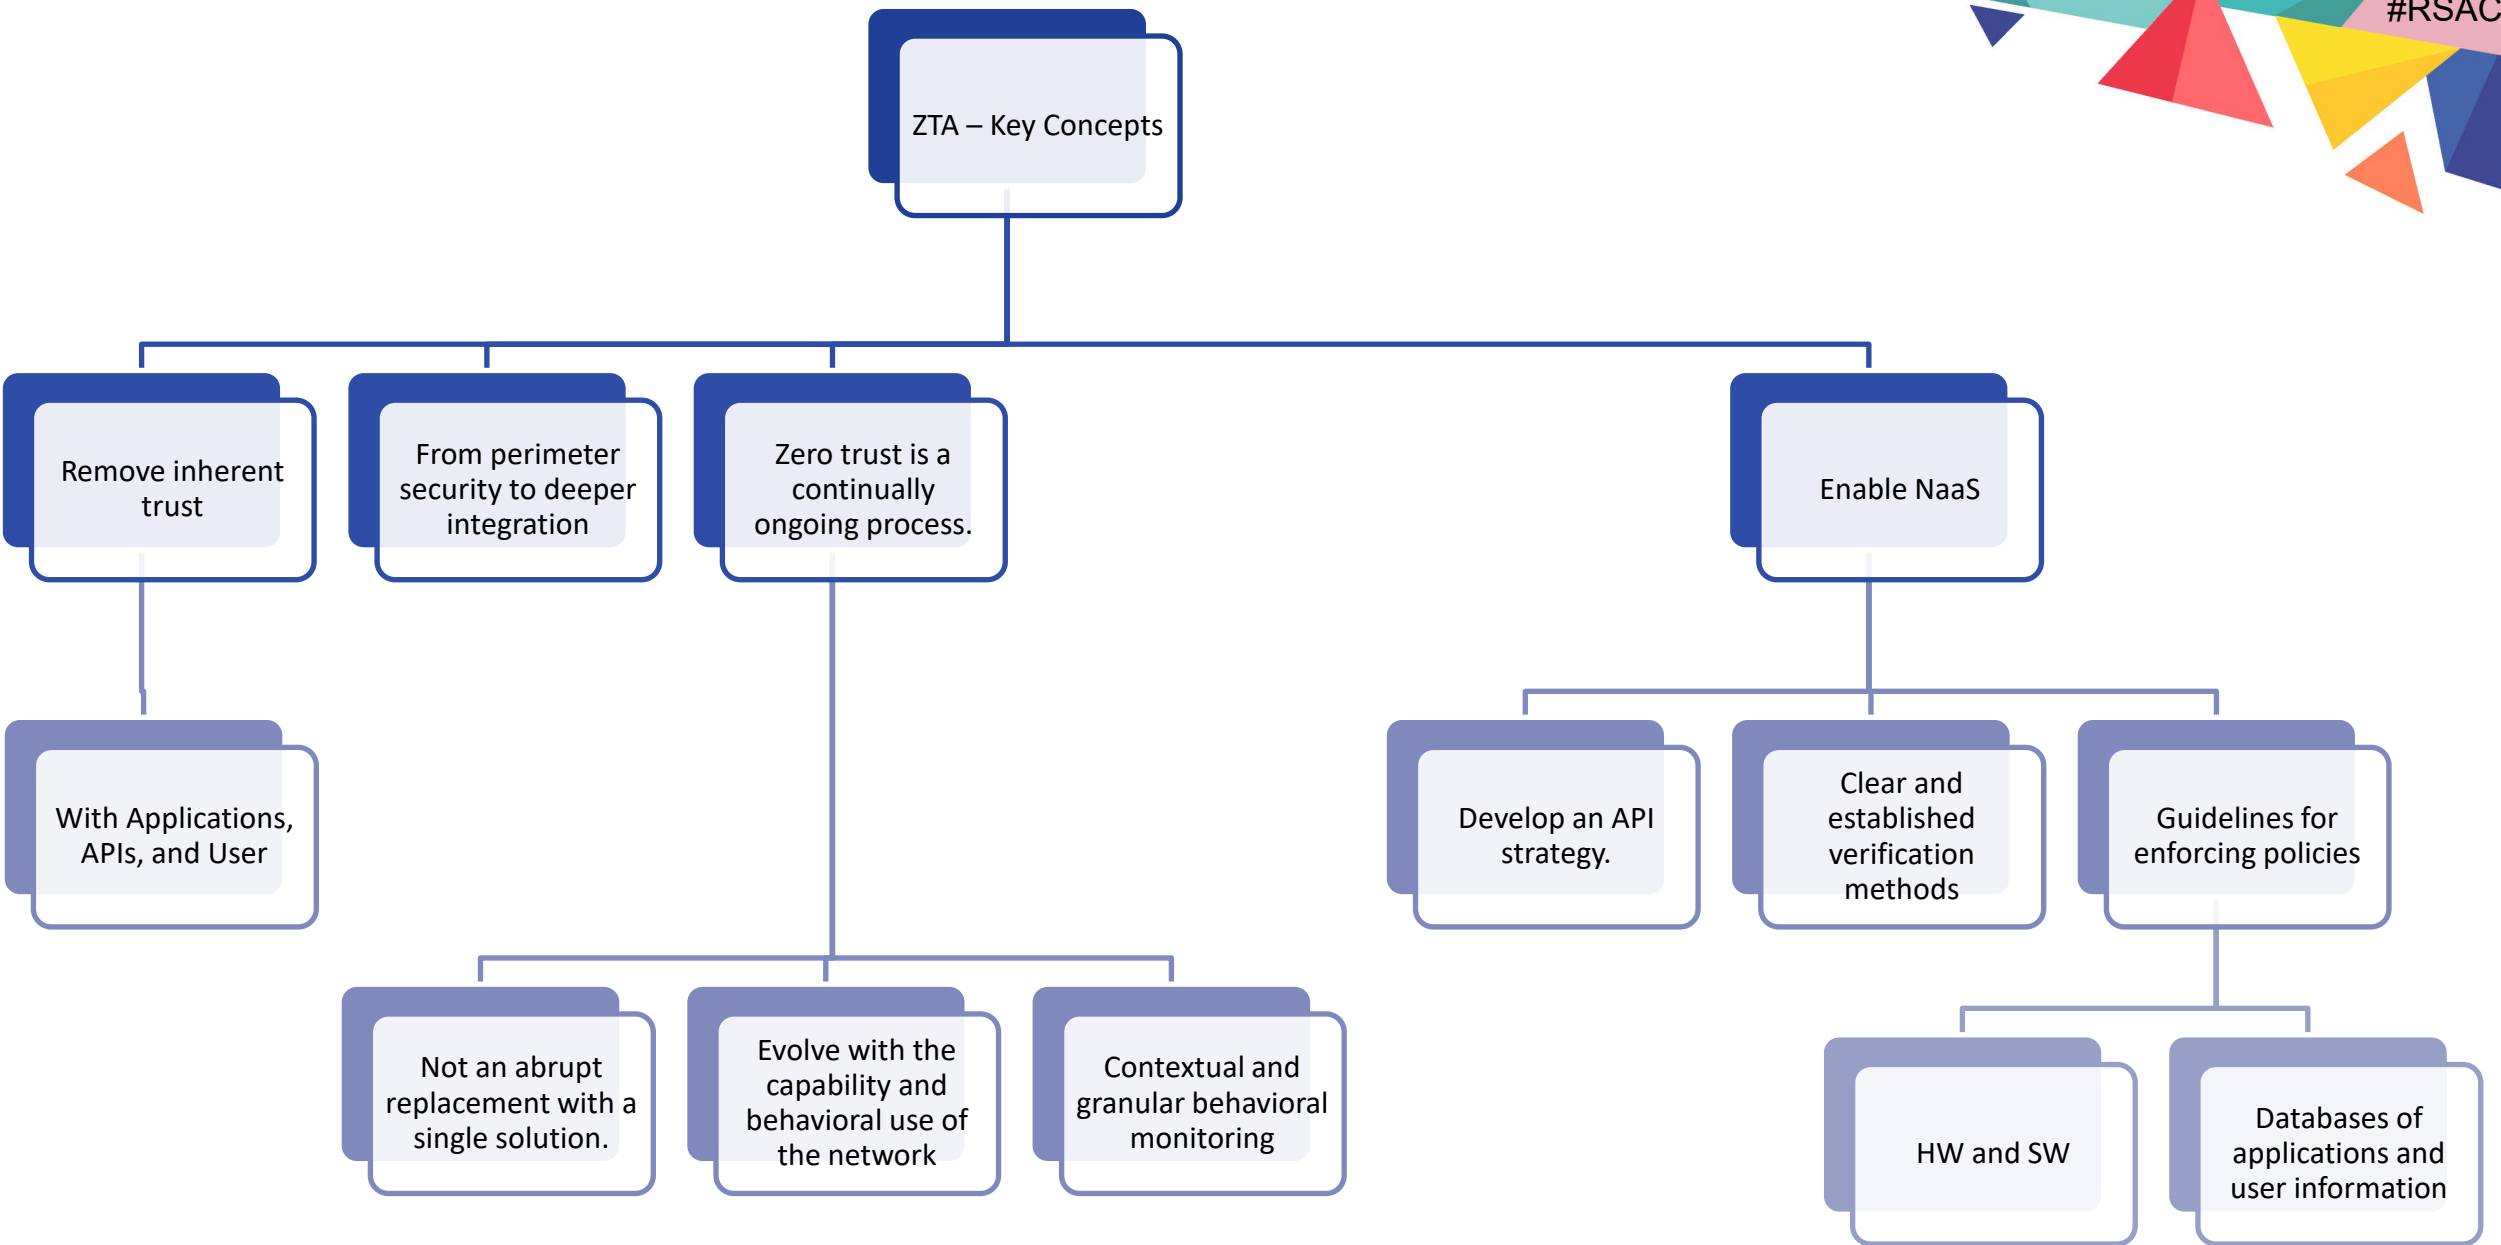 #RSAC
ZTA – Key Concepts
Remove inherent
trust
From perimeter
security to deeper
integration
Zero trust is a
continually
ongoing process.
Enable NaaS
With Applications,
APIs, and User
Develop an API
strategy.
Clear and
established
verification
methods
Guidelines for
enforcing policies
Not an abrupt
replacement with a
single solution.
Evolve with the
capability and
behavioral use of
the network
Contextual and
granular behavioral
monitoring
HW and SW
Databases of
applications and
user information